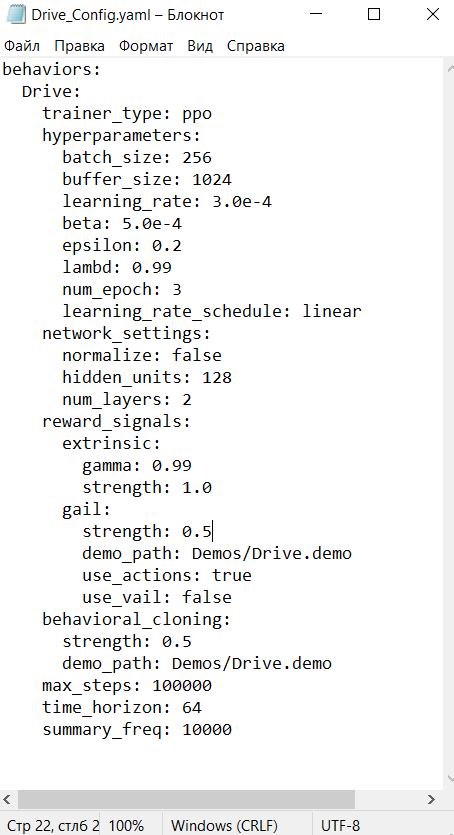 Drive_Config.yaml – Блокнот
Файл Правка Формат Вид Справка
behaviors:
  Drive:
    trainer_type: ppo
    hyperparameters:
      batch_size: 256
      buffer_size: 1024
      learning_rate: 3.0e-4
      beta: 5.0e-4
      epsilon: 0.2
      lambd: 0.99
      num_epoch: 3
      learning_rate_schedule: linear
    network_settings:
      normalize: false
      hidden_units: 128
      num_layers: 2
    reward_signals:
      extrinsic:
        gamma: 0.99
        strength: 1.0
      gail:
        strength: 0.5
        demo_path: Demos/Drive.demo
        use_actions: true
        use_vail: false
    behavioral_cloning:
      strength: 0.5
      demo_path: Demos/Drive.demo
    max_steps: 100000
    time_horizon: 64
    summary_freq: 10000
Стр 22, стлб 2 100% Windows (CRLF) UTF-8